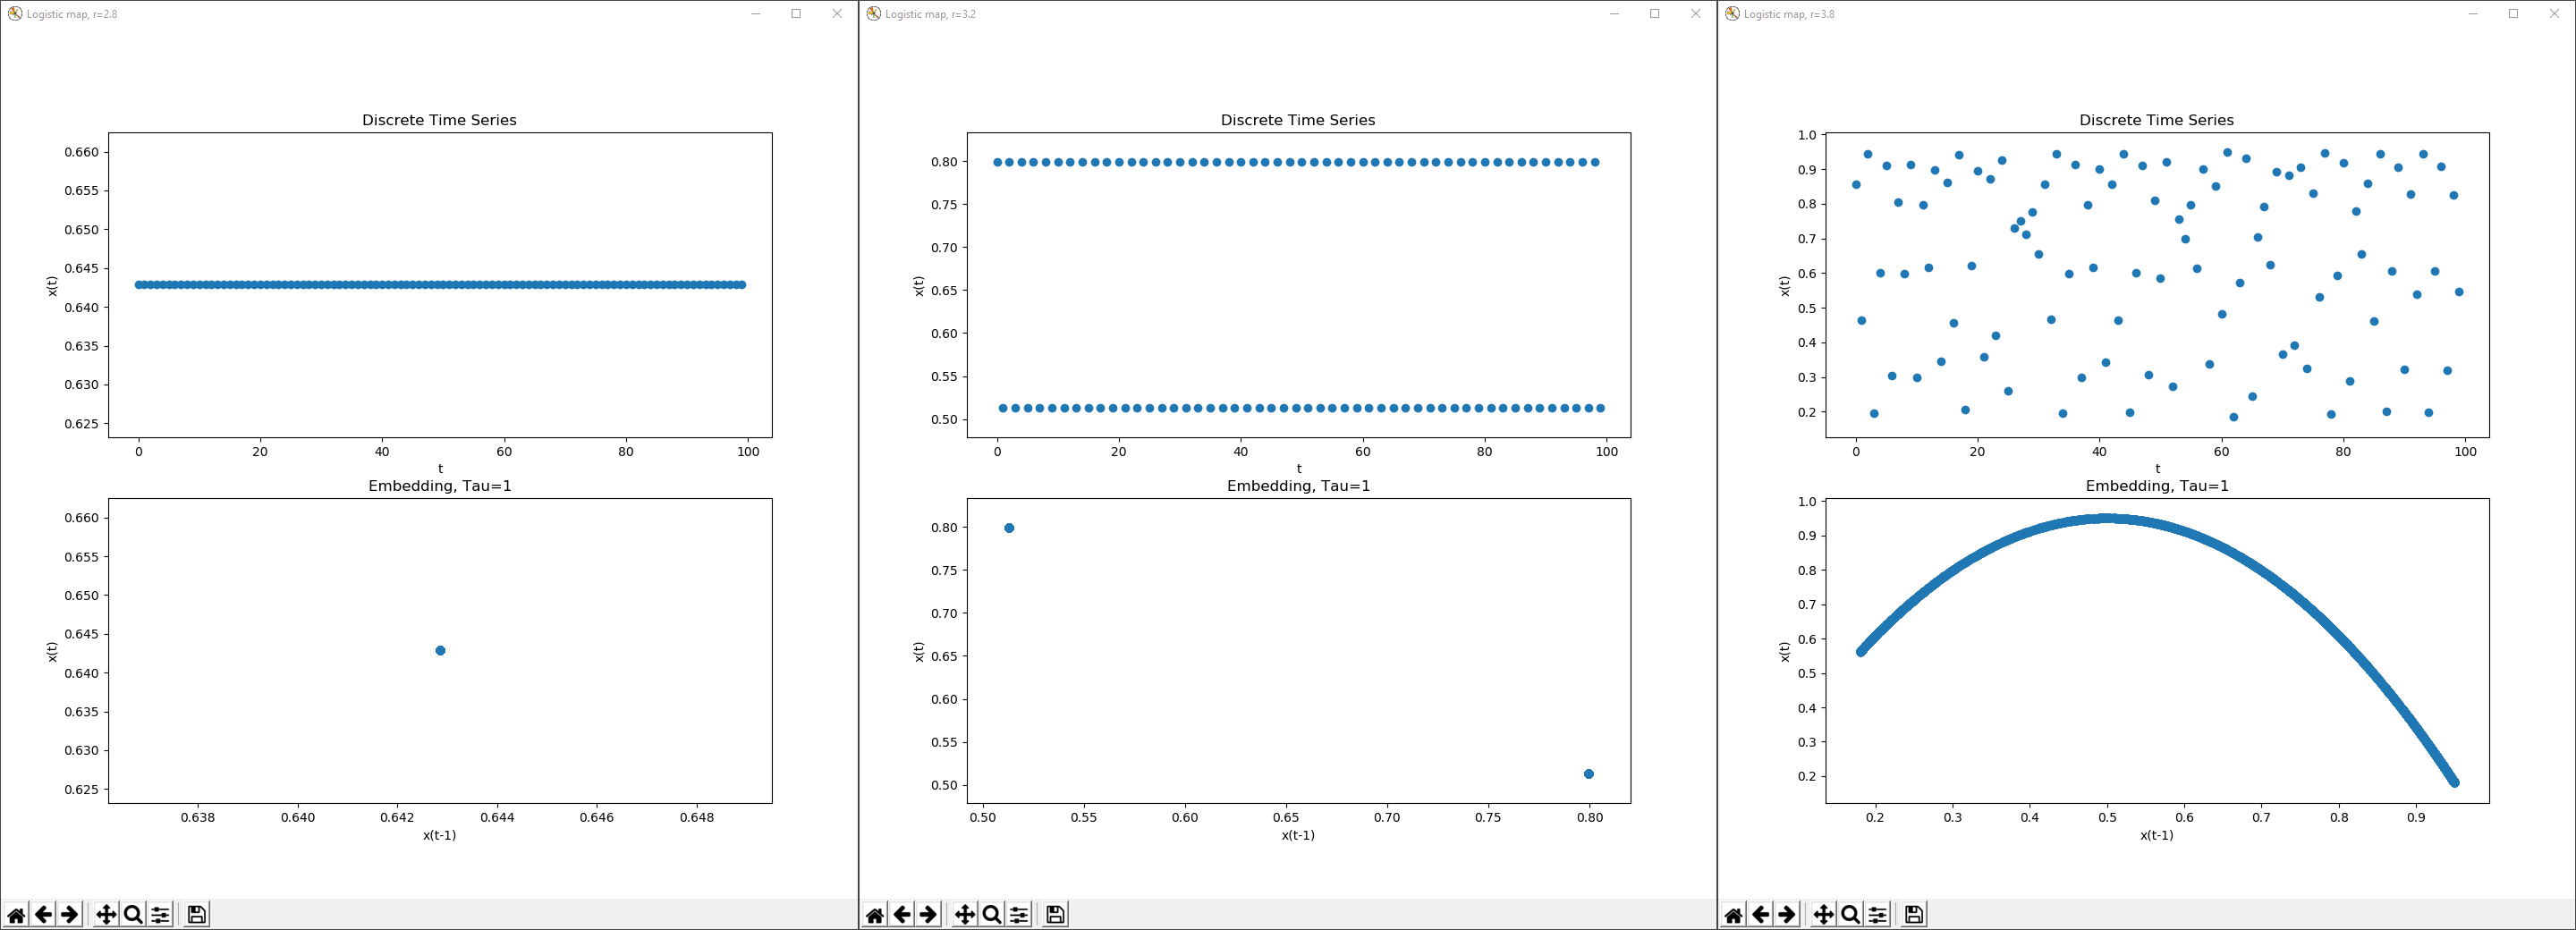 Logistic map, r=2.8
Discrete Time Series
0.660
0.655
0.650
0.645
0.640
0.635
0.630
0.625
x(t)
0 20 40 60 80 100
t
Embedding, Tau=1
0.660
0.655
0.650
0.645
0.640
0.635
0.630
0.625
x(t)
0.638 0.640 0.642 0.644 0.646 0.648
x(t-1)
Logistic map, r=3.2
Discrete Time Series
0.80
0.75
0.70
0.65
0.60
0.55
0.50
x(t)
0 20 40 60 80 100
t
Embedding, Tau=1
0.80
0.75
0.70
0.65
0.60
0.55
0.50
x(t)
0.50 0.55 0.60 0.65 0.70 0.75 0.80
x(t-1)
Logistic map, r=3.8
Discrete Time Series
1.0
0.9
0.8
0.7
0.6
0.5
0.4
0.3
0.2
x(t)
0 20 40 60 80 100
t
Embedding, Tau=1
1.0
0.9
0.8
0.7
0.6
0.5
0.4
0.3
0.2
x(t)
0.2 0.3 0.4 0.5 0.6 0.7 0.8 0.9
x(t-1)